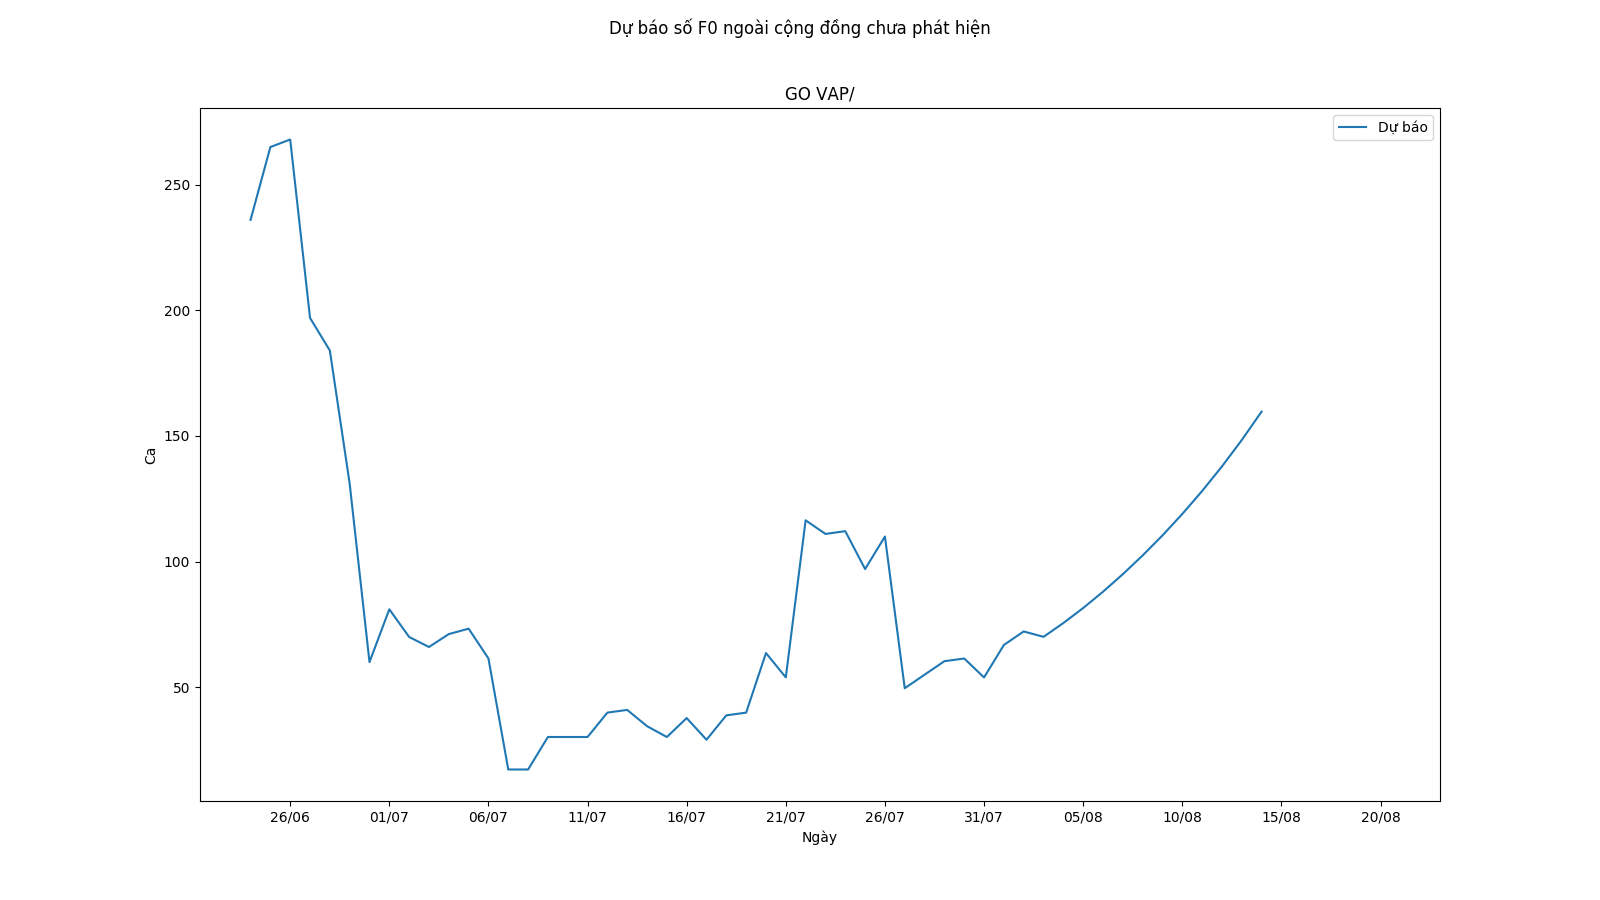 Dự báo số F0 ngoài cộng đồng chưa phát hiện
GO VAP/
Dự báo
250
200
150
100
50
Ca
26/06 01/07 06/07 11/07 16/07 21/07 26/07 31/07 05/08 10/08 15/08 20/08
Ngày